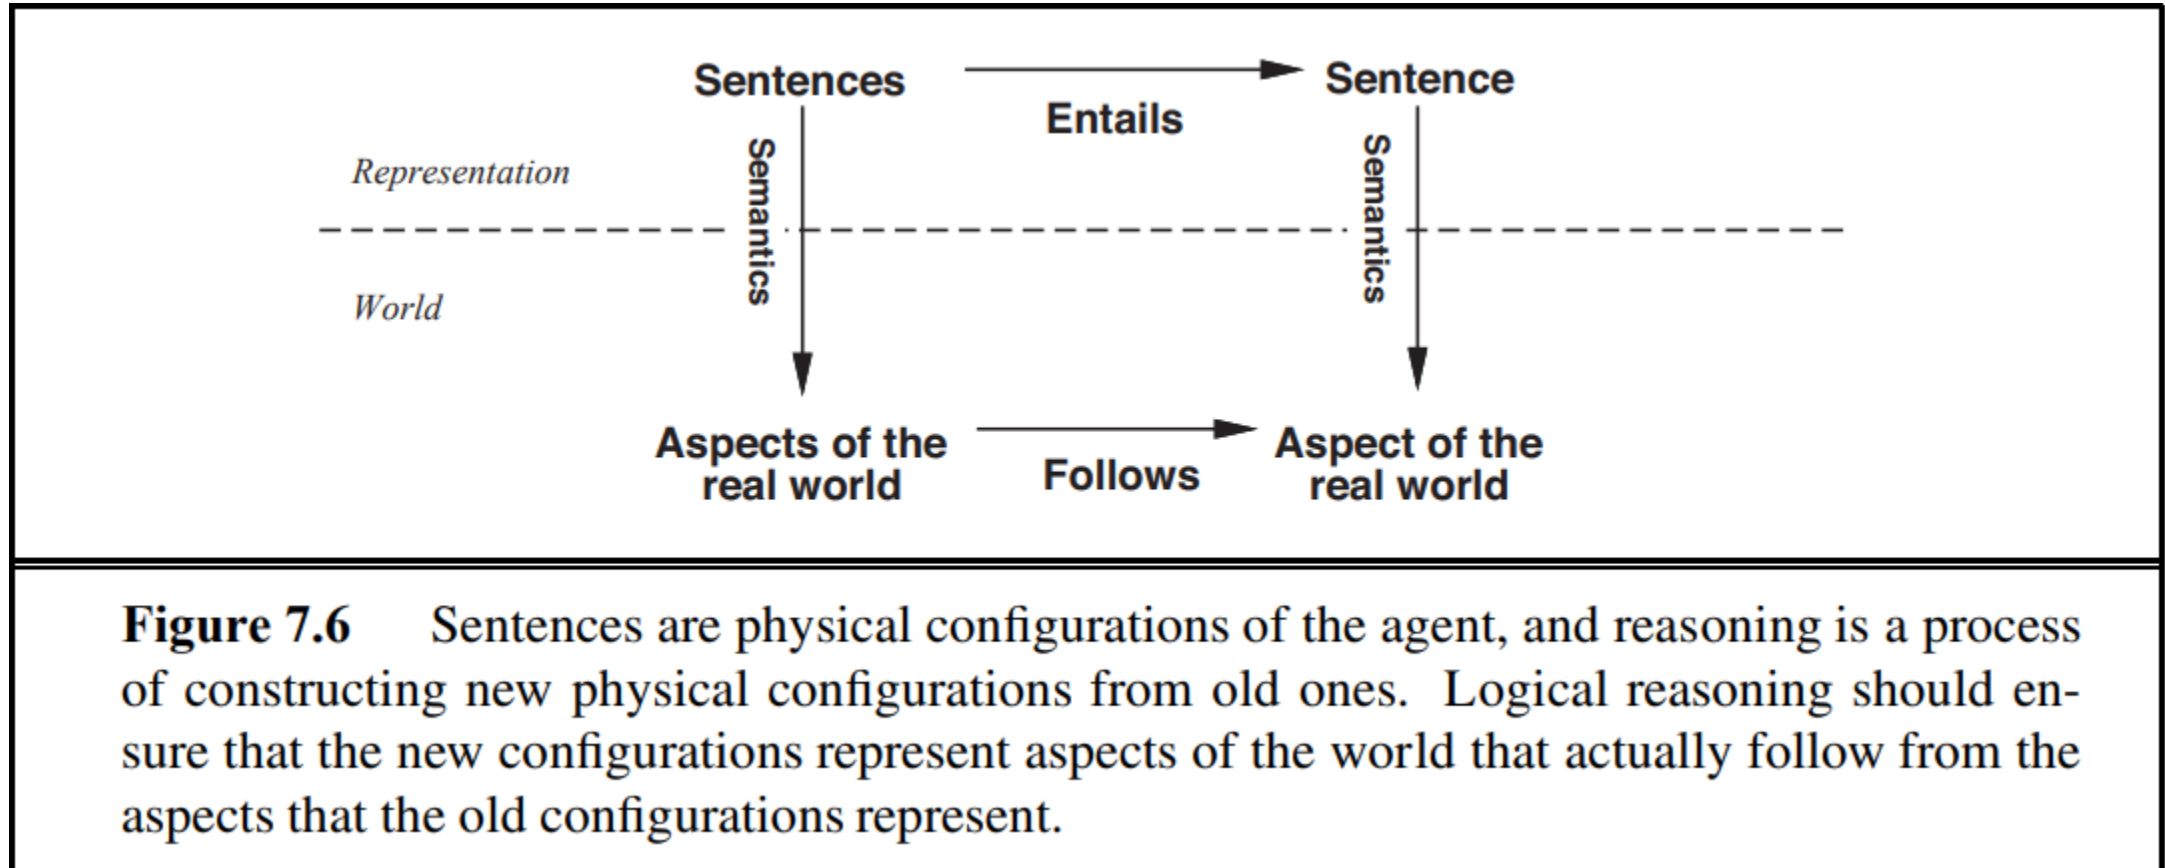 Sentences Sentence
Entails
Semantics Semantics
Representation
World
Aspects of the Aspect of the
real world Follows real world
Figure 7.6 Sentences are physical configurations of the agent, and reasoning is a process
of constructing new physical configurations from old ones. Logical reasoning should en-
sure that the new configurations represent aspects of the world that actually follow from the
aspects that the old configurations represent.